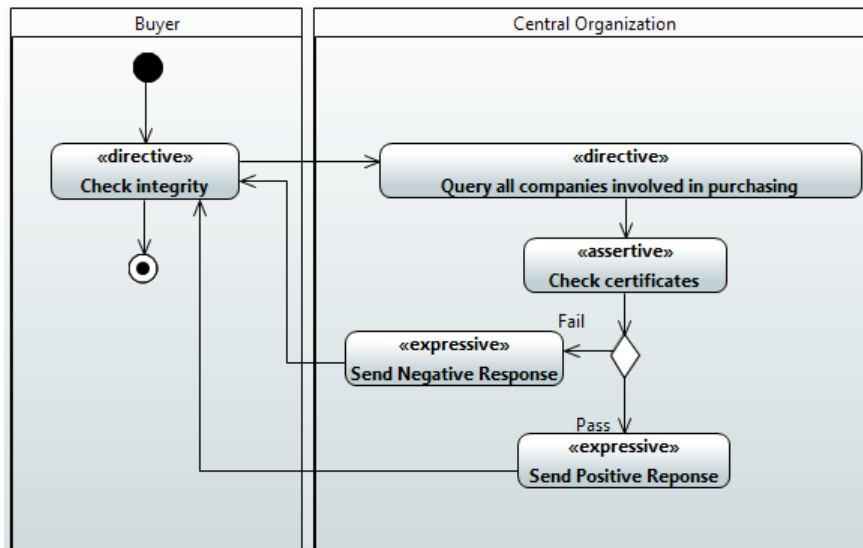 Buyer
Central Organization
«directive»
Check integrity
«directive»
Query all companies involved in purchasing
«assertive»
Check certificates
Fail
«expressive»
Send Negative Response
Pass
«expressive»
Send Positive Reponse